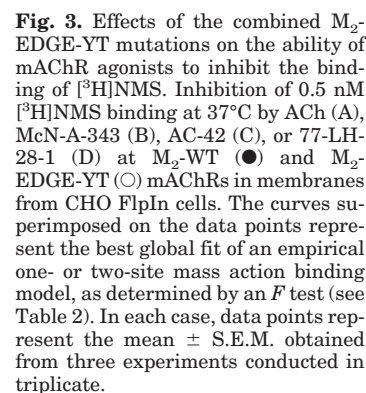 Fig. 3. Effects of the combined M₂-
EDGE-YT mutations on the ability of
mAChR agonists to inhibit the bind-
ing of [³H]NMS. Inhibition of 0.5 nM
[³H]NMS binding at 37°C by ACh (A),
McN-A-343 (B), AC-42 (C), or 77-LH-
28-1 (D) at M₂-WT (●) and M₂-
EDGE-YT (○) mAChRs in membranes
from CHO FlpIn cells. The curves su-
perimposed on the data points repre-
sent the best global fit of an empirical
one- or two-site mass action binding
model, as determined by an F test (see
Table 2). In each case, data points rep-
resent the mean ± S.E.M. obtained
from three experiments conducted in
triplicate.